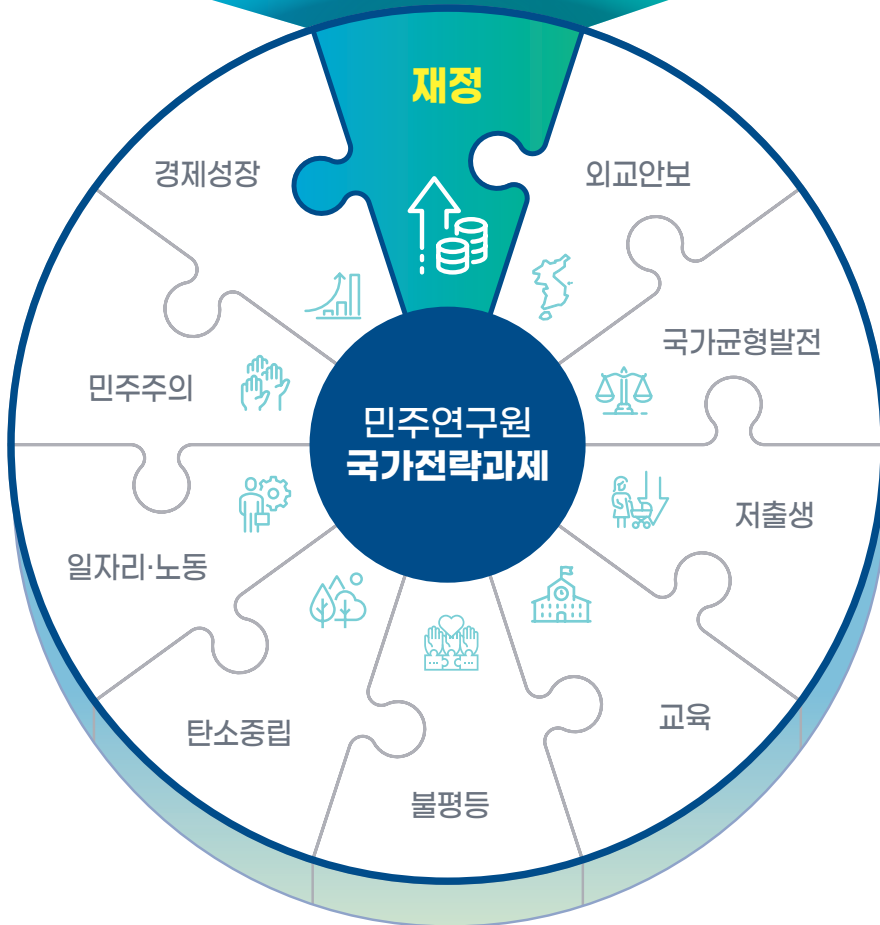 재정
경제성장
외교안보
국가균형발전
민주주의
민주연구원
국가전략과제
저출생
일자리·노동
교육
탄소중립
불평등